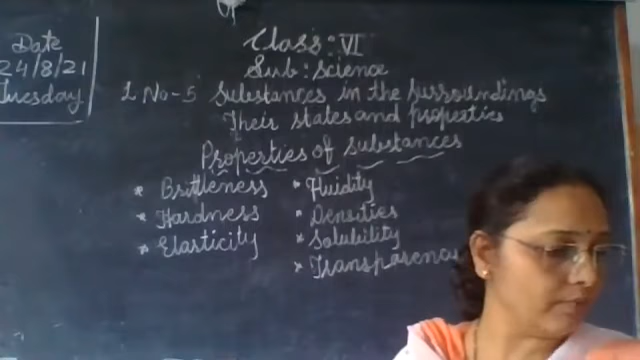 Date
24/8/21
Tuesday
Class: VI
Sub: Science
L No-5 Substances in the surroundings
Their states and properties
Properties of substances
* Brittleness
* Hardness
* Elasticity
* Fluidity
* Densities
* Solubility
* Transparency